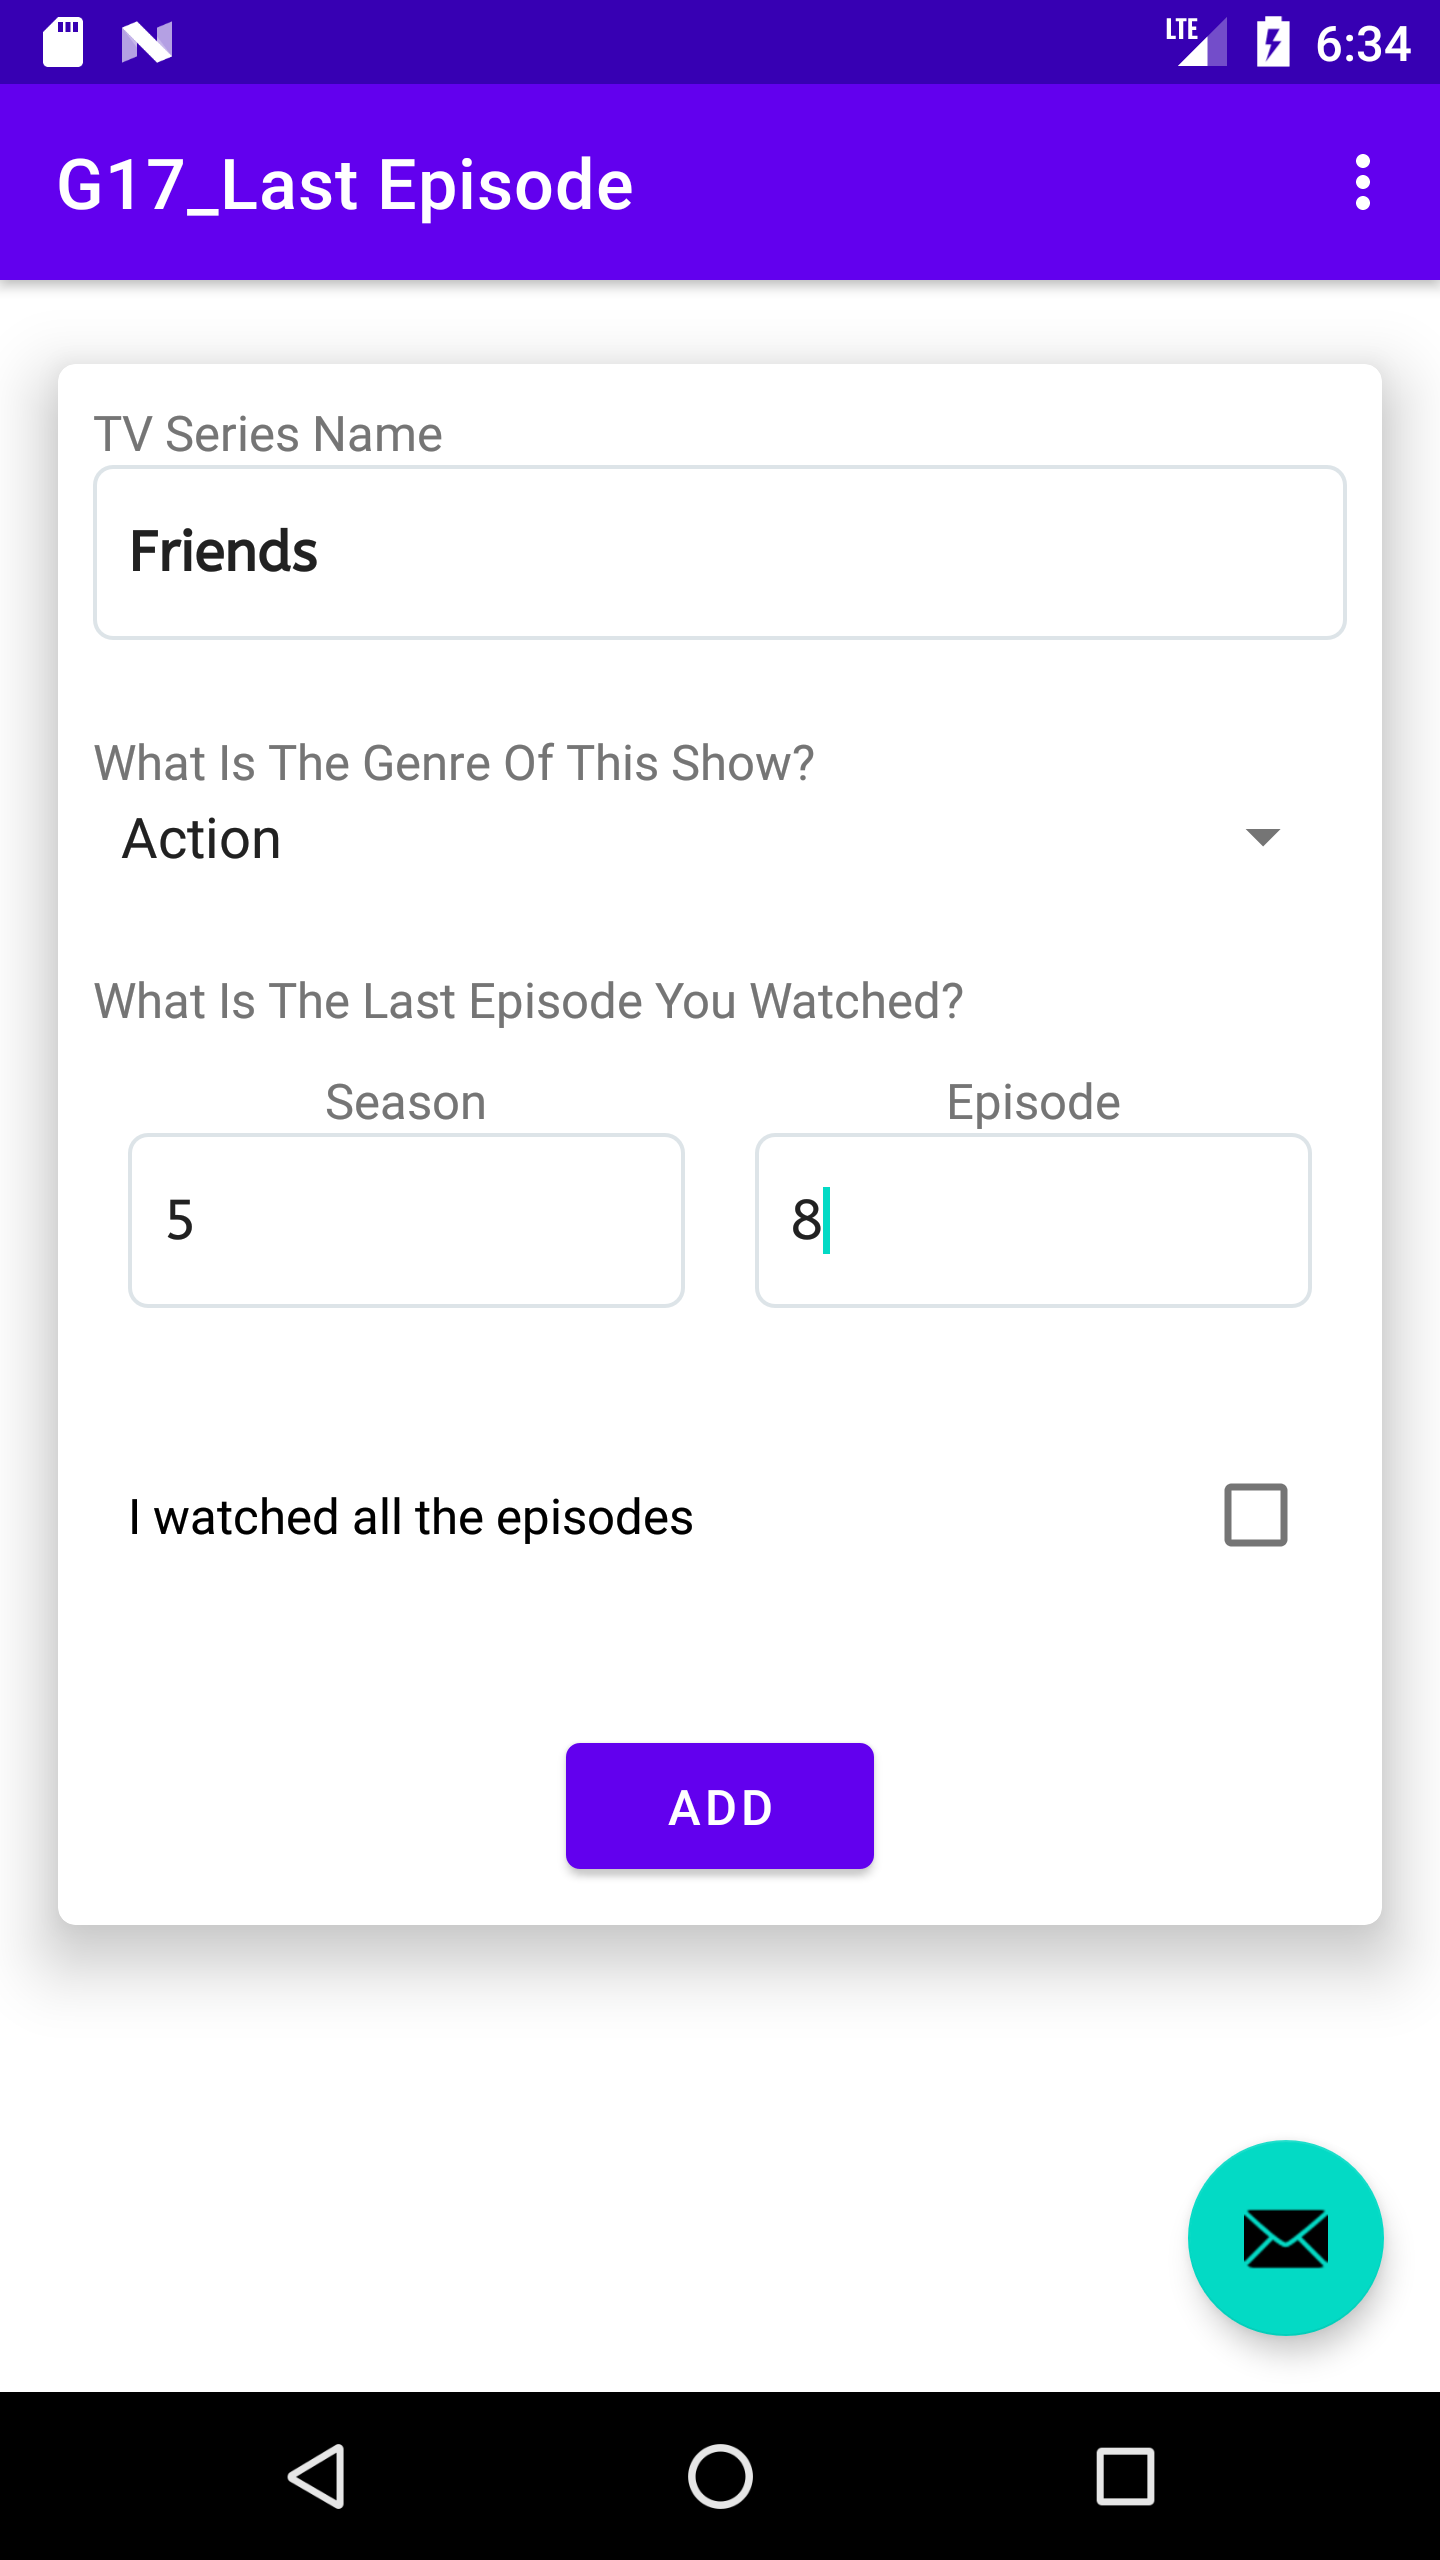 LTE 6:34
G17_Last Episode
TV Series Name
Friends
What Is The Genre Of This Show?
Action
What Is The Last Episode You Watched?
Season Episode
5 8
I watched all the episodes
ADD